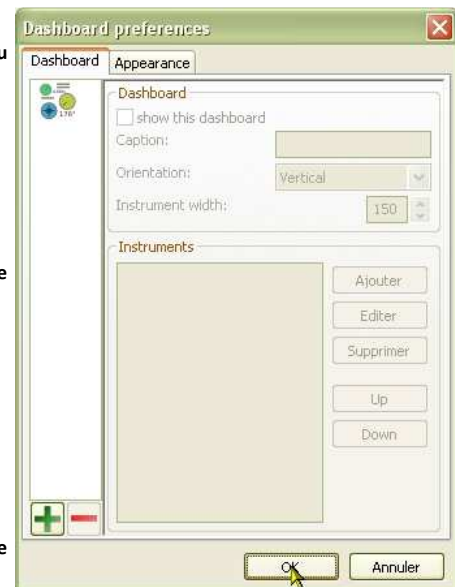 Dashboard preferences
u
Dashboard Appearance
176°
Dashboard
show this dashboard
Caption:
Orientation: Vertical
Instrument width: 150
Instruments
e
Ajouter
Editer
Supprimer
Up
Down
e
OK Annuler